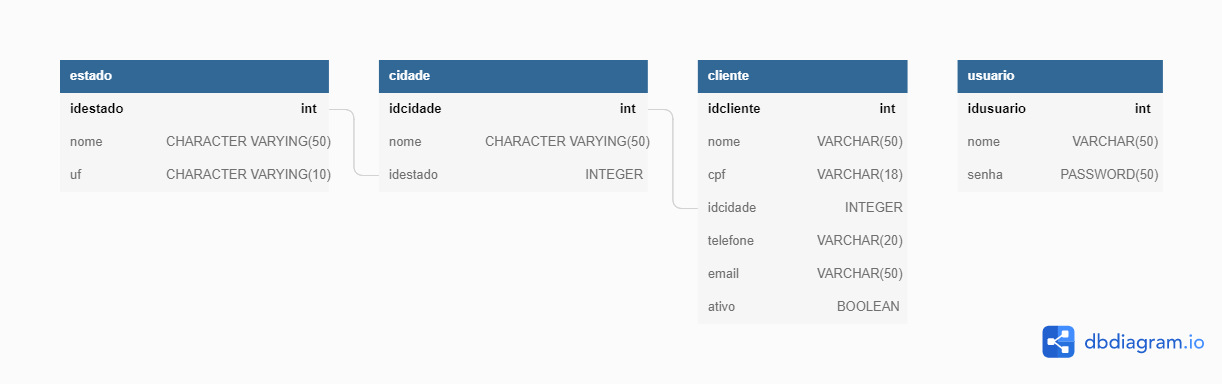 estado
idestado int
nome CHARACTER VARYING(50)
uf CHARACTER VARYING(10)
cidade
idcidade int
nome CHARACTER VARYING(50)
idestado INTEGER
cliente
idcliente int
nome VARCHAR(50)
cpf VARCHAR(18)
idcidade INTEGER
telefone VARCHAR(20)
email VARCHAR(50)
ativo BOOLEAN
usuario
idusuario int
nome VARCHAR(50)
senha PASSWORD(50)
dbdiagram.io